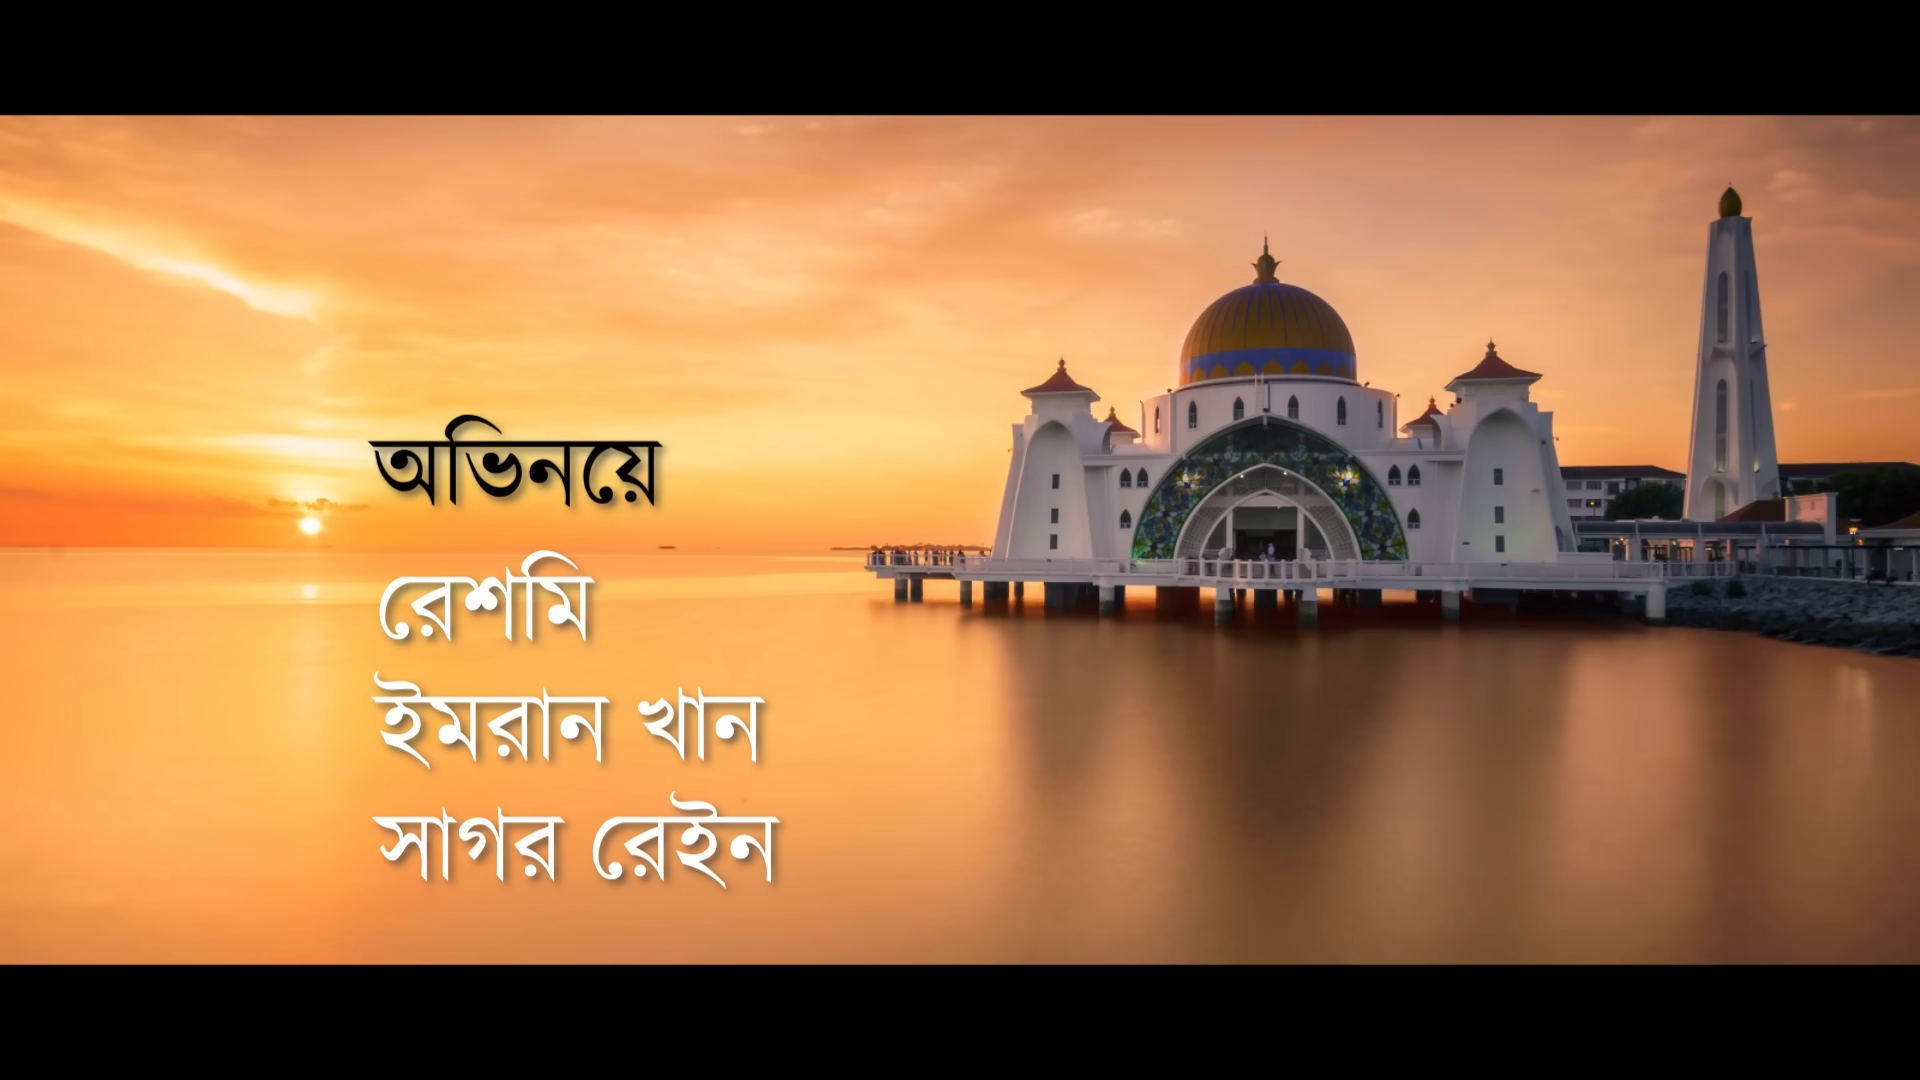 অভিনয়ে
রেশমি
ইমরান খান
সাগর রেইন